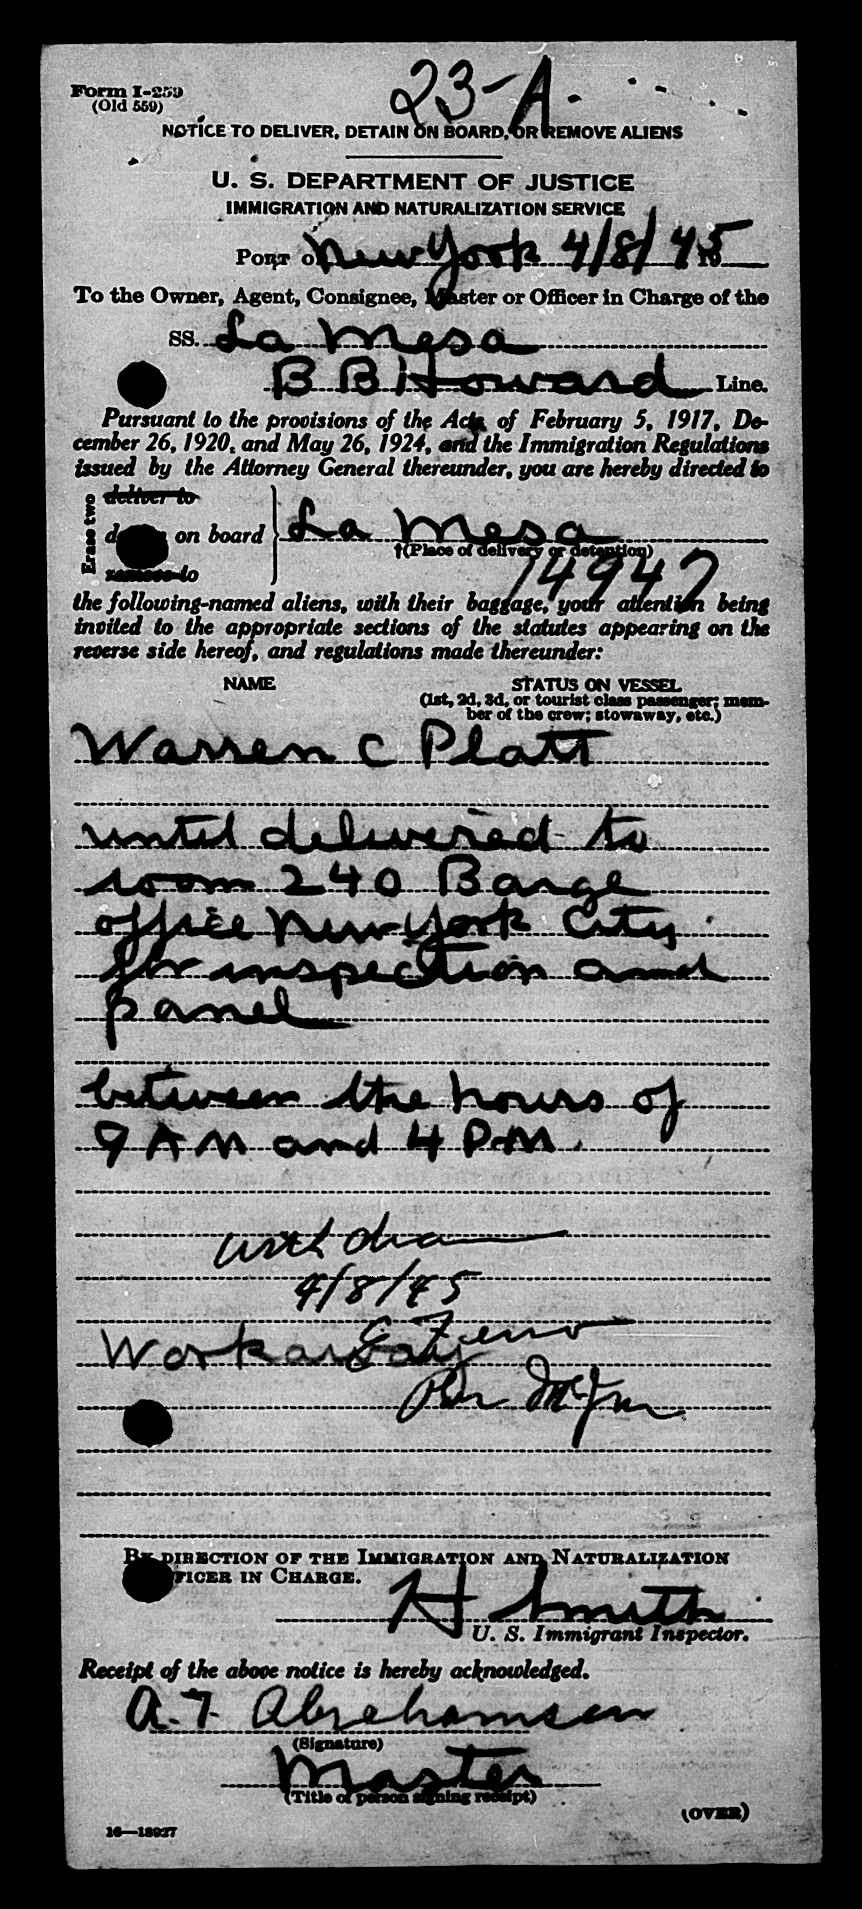 Form I-259
(Old 559)
23-A.
NOTICE TO DELIVER, DETAIN ON BOARD, OR REMOVE ALIENS
U. S. DEPARTMENT OF JUSTICE
IMMIGRATION AND NATURALIZATION SERVICE
PORT of New York 4/8/45
To the Owner, Agent, Consignee, Master or Officer in Charge of the
SS. La Mesa
B B Howard Line.
Pursuant to the provisions of the Acts of February 5, 1917, De-
cember 26, 1920, and May 26, 1924, and the Immigration Regulations
issued by the Attorney General thereunder, you are hereby directed to
Erase two
deliver to
on board
remove to
La Mesa
†(Place of delivery or detention)
14947
the following-named aliens, with their baggage, your attention being
invited to the appropriate sections of the statutes appearing on the
reverse side hereof, and regulations made thereunder:
NAME STATUS ON VESSEL
(1st, 2d, 3d, or tourist class passenger; mem-
ber of the crew; stowaway, etc.)
Warren C Platt
until delivered to
room 240 Barge
office New York City
for inspection and
panel
between the hours of
9 AM and 4 PM.
4/8/45
Workaway
Per
BY DIRECTION OF THE IMMIGRATION AND NATURALIZATION
OFFICER IN CHARGE.
H Smith
U. S. Immigrant Inspector.
Receipt of the above notice is hereby acknowledged.
A. T. Abrahamsen
(Signature)
Master
(Title of person signing receipt)
(OVER)
16—18927